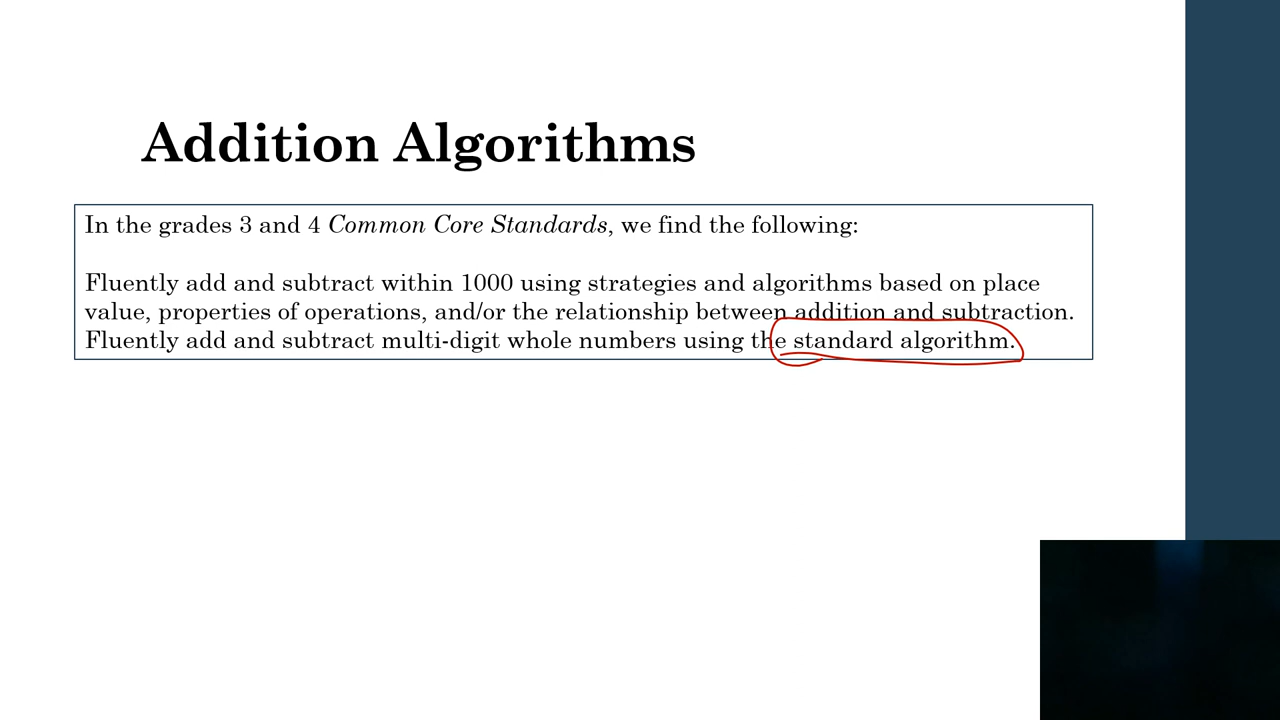 Addition Algorithms
In the grades 3 and 4 Common Core Standards, we find the following:
Fluently add and subtract within 1000 using strategies and algorithms based on place
value, properties of operations, and/or the relationship between addition and subtraction.
Fluently add and subtract multi-digit whole numbers using the standard algorithm.